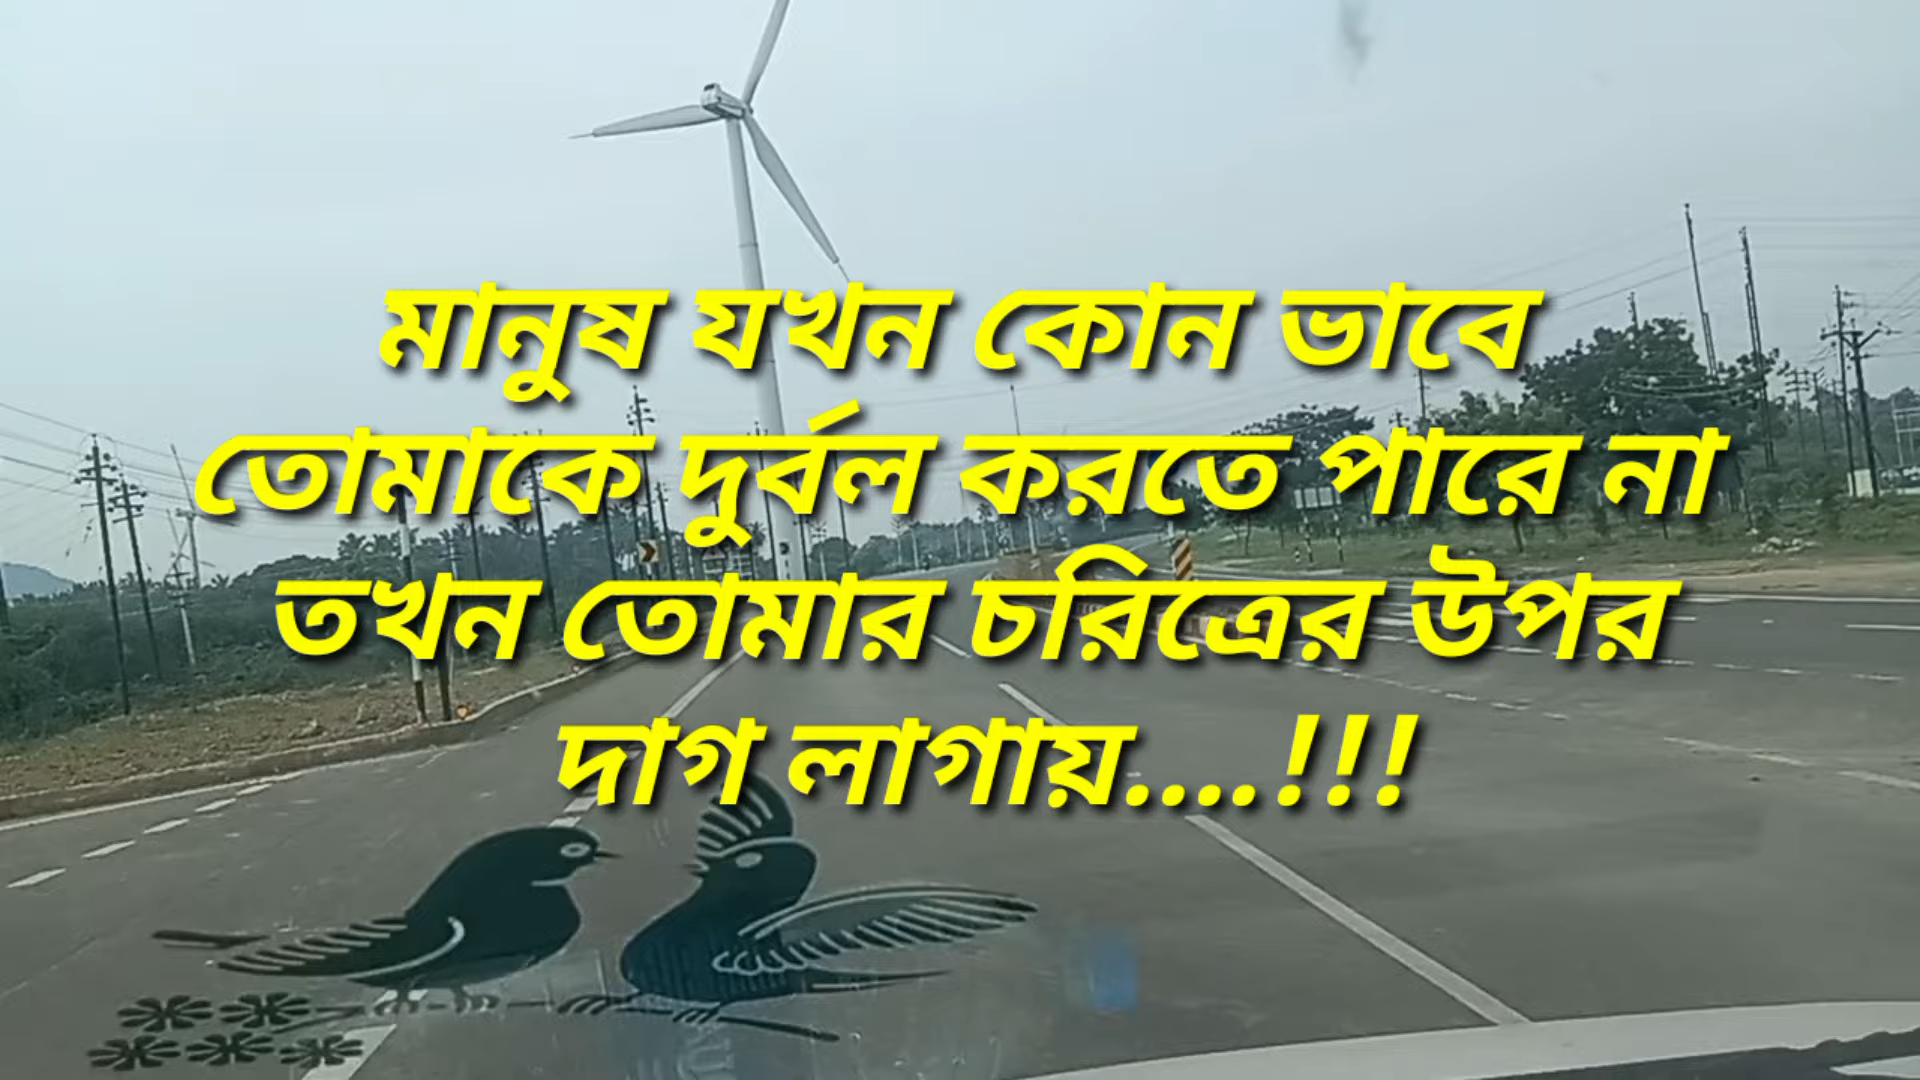 মানুষ যখন কোন ভাবে
তোমাকে দুর্বল করতে পারে না
তখন তোমার চরিত্রের উপর
দাগ লাগায়....!!!